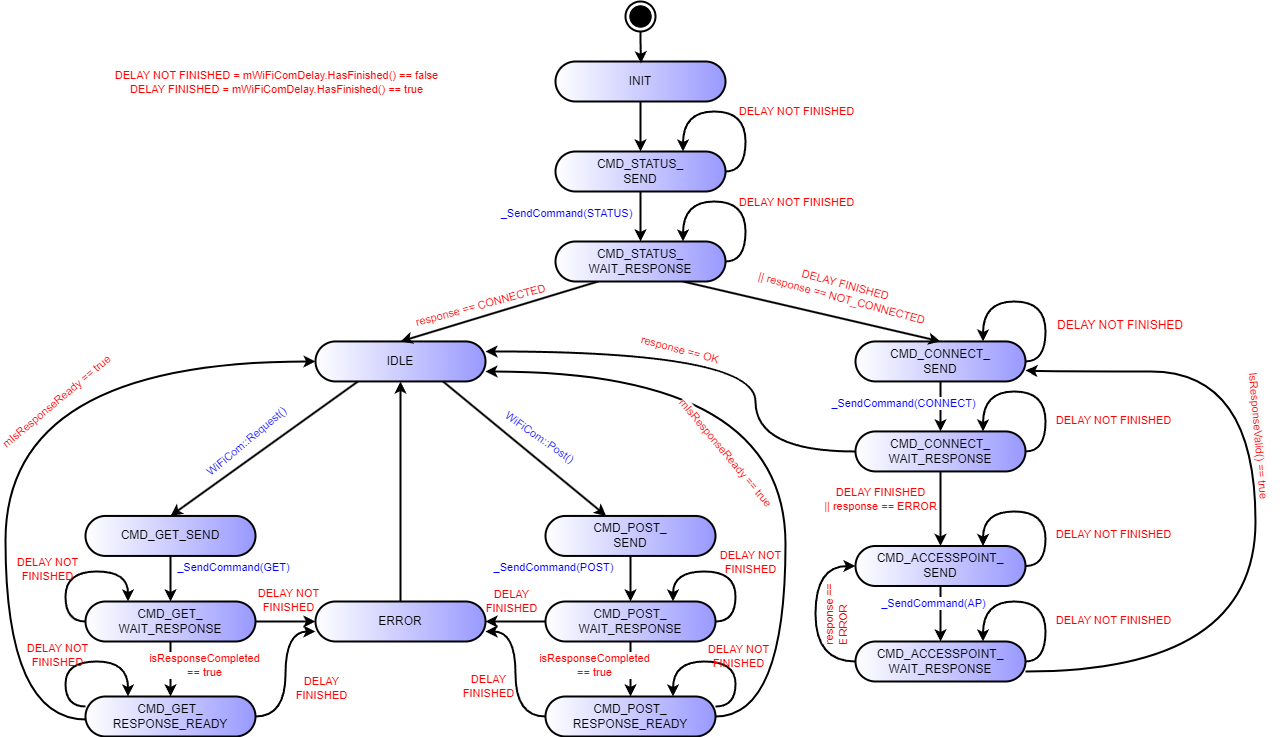 DELAY NOT FINISHED = mWiFiComDelay.HasFinished() == false
DELAY FINISHED = mWiFiComDelay.HasFinished() == true
INIT
DELAY NOT FINISHED
CMD_STATUS_
SEND
_SendCommand(STATUS)
DELAY NOT FINISHED
CMD_STATUS_
WAIT_RESPONSE
response == CONNECTED
DELAY FINISHED
|| response == NOT_CONNECTED
DELAY NOT FINISHED
mIsResponseReady == true
IDLE
response == OK
CMD_CONNECT_
SEND
_SendCommand(CONNECT)
IsResponseValid() == true
WiFiCom::Request()
WiFiCom::Post()
mIsResponseReady == true
DELAY NOT FINISHED
CMD_CONNECT_
WAIT_RESPONSE
DELAY FINISHED
|| response == ERROR
CMD_GET_SEND
CMD_POST_
SEND
DELAY NOT FINISHED
CMD_ACCESSPOINT_
SEND
DELAY NOT
FINISHED
_SendCommand(GET)
_SendCommand(POST)
DELAY NOT
FINISHED
response ==
ERROR
_SendCommand(AP)
CMD_GET_
WAIT_RESPONSE
DELAY NOT
FINISHED
ERROR
DELAY
FINISHED
CMD_POST_
WAIT_RESPONSE
DELAY NOT FINISHED
CMD_ACCESSPOINT_
WAIT_RESPONSE
DELAY NOT
FINISHED
isResponseCompleted
== true
DELAY
FINISHED
DELAY
FINISHED
isResponseCompleted
== true
DELAY NOT
FINISHED
CMD_GET_
RESPONSE_READY
CMD_POST_
RESPONSE_READY